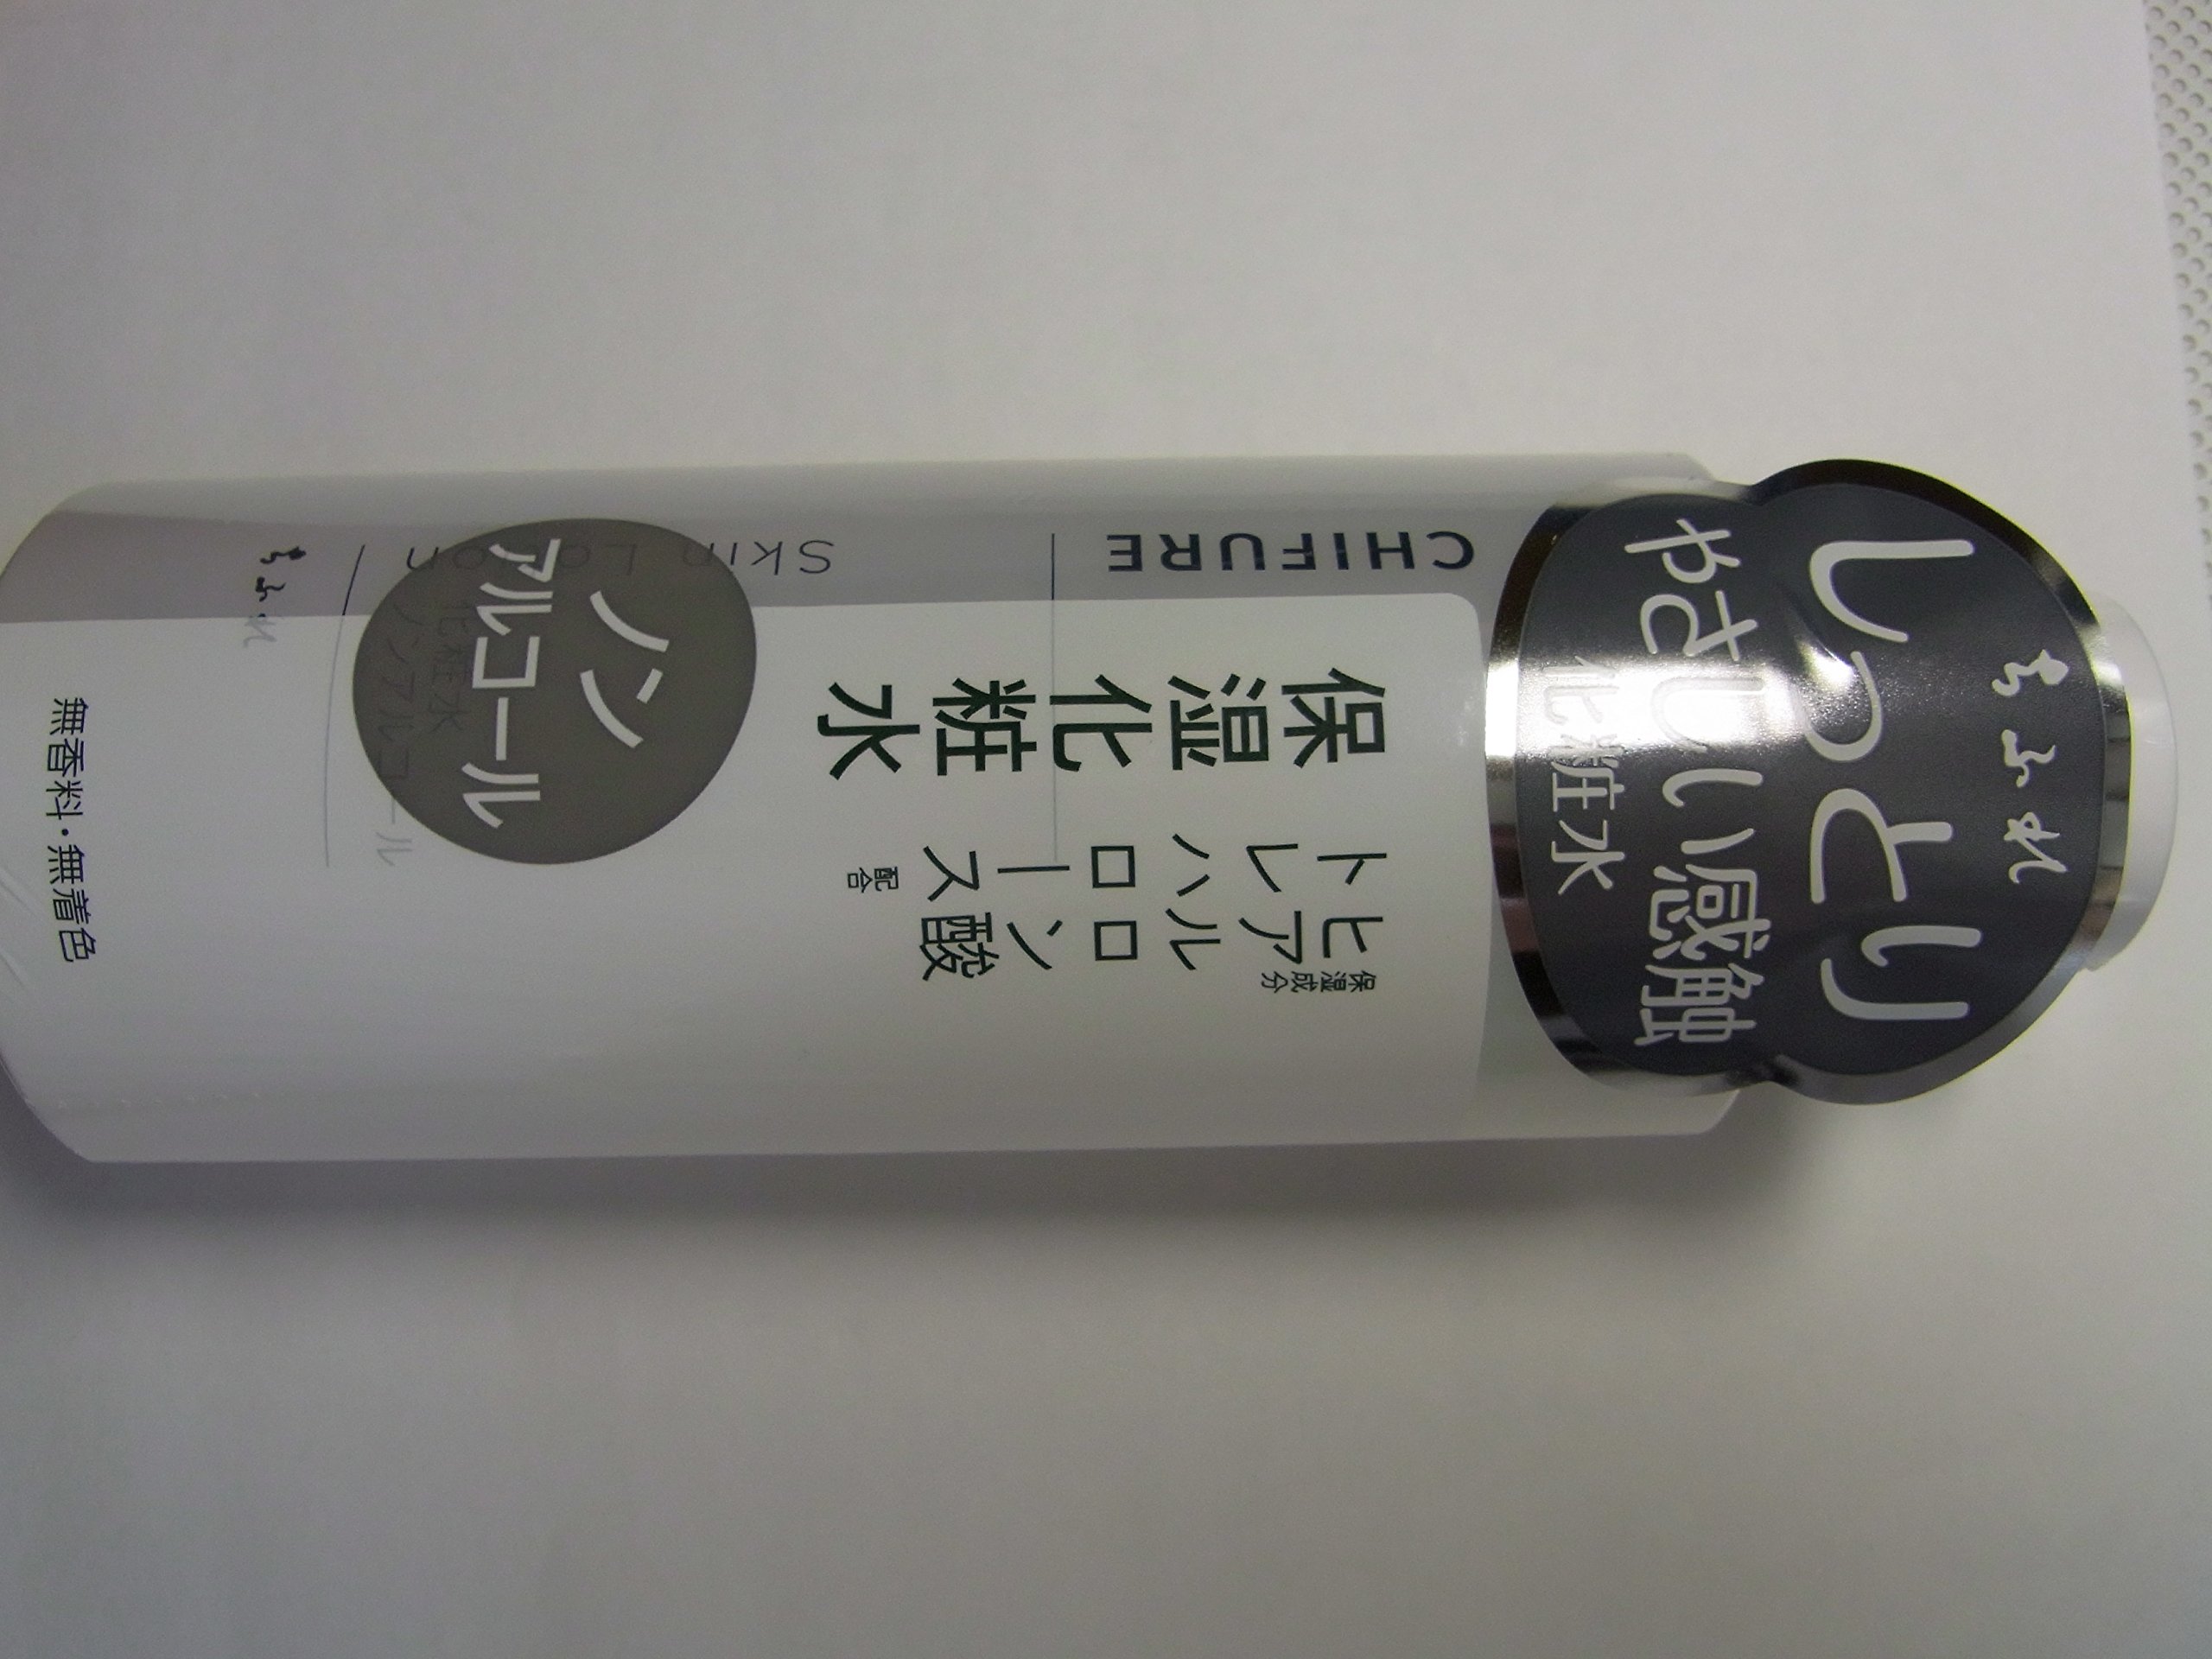 ちふれ
しっとり
やさしい感触
化粧水
CHIFURE
Skin Lotion
保湿化粧水
保湿成分
ヒアルロン酸
トレハロース配合
ノン
アルコール
化粧水
ノンアルコール
ちふれ
無香料・無着色